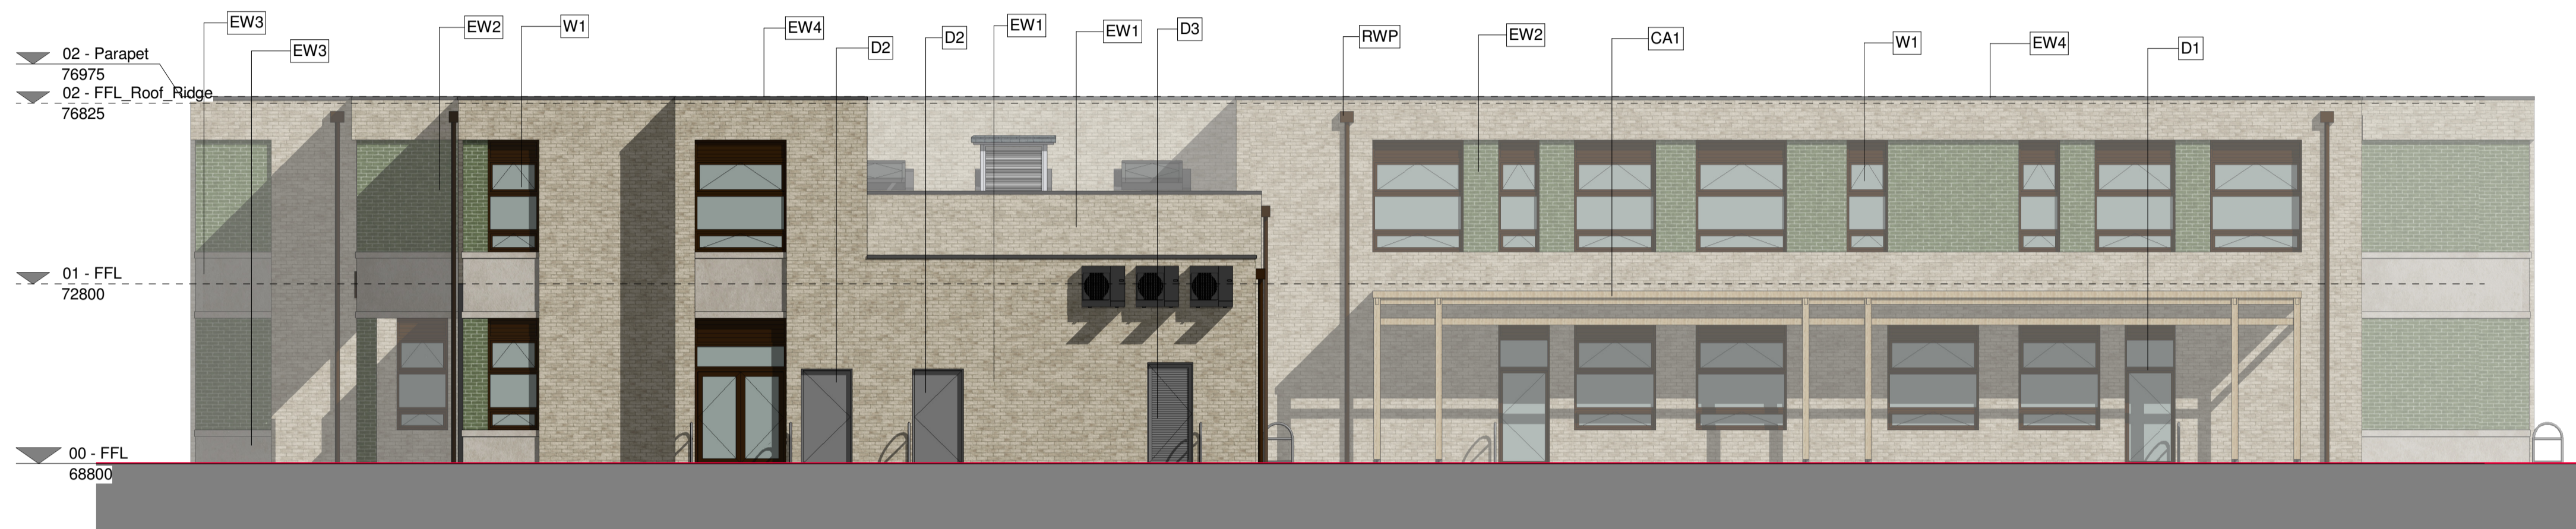 EW3
EW3
EW2
W1
EW4
D2
D2
EW1
EW1
D3
RWP
EW2
CA1
W1
EW4
D1
02 - Parapet
76975
02 - FFL_Roof_Ridge
76825
01 - FFL
72800
00 - FFL
68800